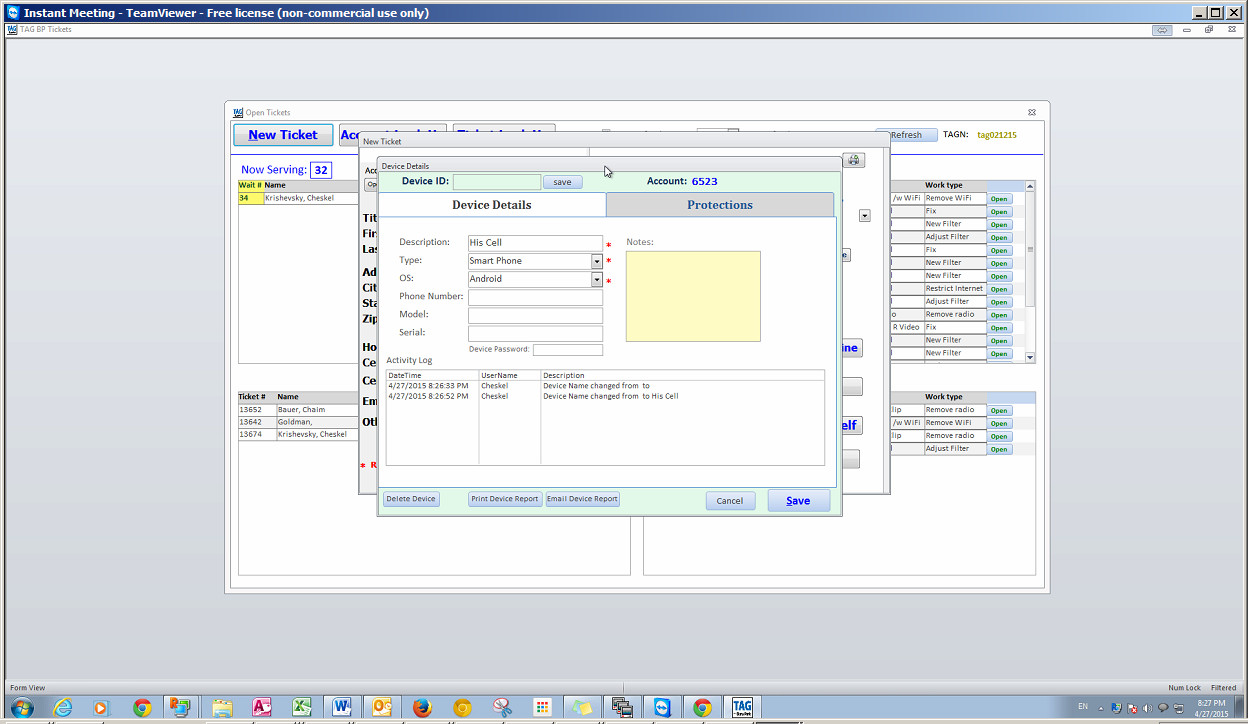 Instant Meeting - TeamViewer - Free license (non-commercial use only)
TAG BP Tickets
Open Tickets
New Ticket
Refresh
TAGN: tag021215
New Ticket
Now Serving: 32
Wait # Name
34 Krishevsky, Cheskel
Device Details
Device ID: save Account: 6523
Device Details Protections
Description: His Cell * Notes:
Type: Smart Phone *
OS: Android *
Phone Number:
Model:
Serial:
Device Password:
Activity Log
DateTime UserName Description
4/27/2015 8:26:33 PM Cheskel Device Name changed from to
4/27/2015 8:26:52 PM Cheskel Device Name changed from to His Cell
Delete Device Print Device Report Email Device Report Cancel Save
Work type
/w WiFi Remove WiFi Open
Fix Open
New Filter Open
Adjust Filter Open
Fix Open
New Filter Open
New Filter Open
Restrict Internet Open
Adjust Filter Open
o Remove radio Open
R Video Fix Open
New Filter Open
New Filter Open
Ticket # Name
13652 Bauer, Chaim
13642 Goldman,
13674 Krishevsky, Cheskel
Work type
lip Remove radio Open
/w WiFi Remove WiFi Open
lip Remove radio Open
Adjust Filter Open
Form View Num Lock Filtered
TAG
EN 8:27 PM
4/27/2015